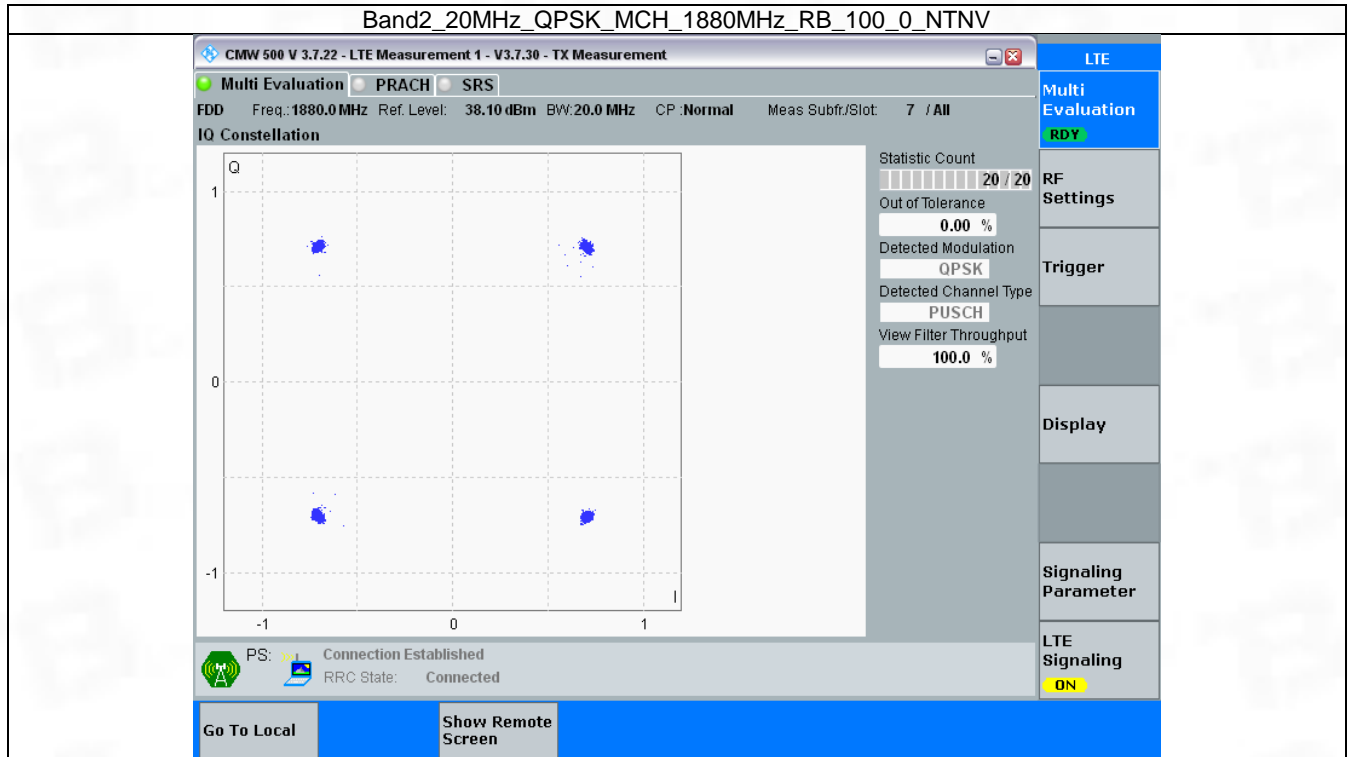 Band2_20MHz_QPSK_MCH_1880MHz_RB_100_0_NTNV
CMW 500 V 3.7.22 - LTE Measurement 1 - V3.7.30 - TX Measurement
LTE
Multi Evaluation PRACH SRS
FDD Freq.:1880.0 MHz Ref. Level: 38.10 dBm BW:20.0 MHz CP :Normal Meas Subfr./Slot: 7 / All
IQ Constellation
Q
1
0
-1
I
-1 0 1
Statistic Count
20 / 20
Out of Tolerance
0.00 %
Detected Modulation
QPSK
Detected Channel Type
PUSCH
View Filter Throughput
100.0 %
Multi
Evaluation
RDY
RF
Settings
Trigger
Display
Signaling
Parameter
LTE
Signaling
ON
PS: Connection Established
RRC State: Connected
Go To Local
Show Remote
Screen